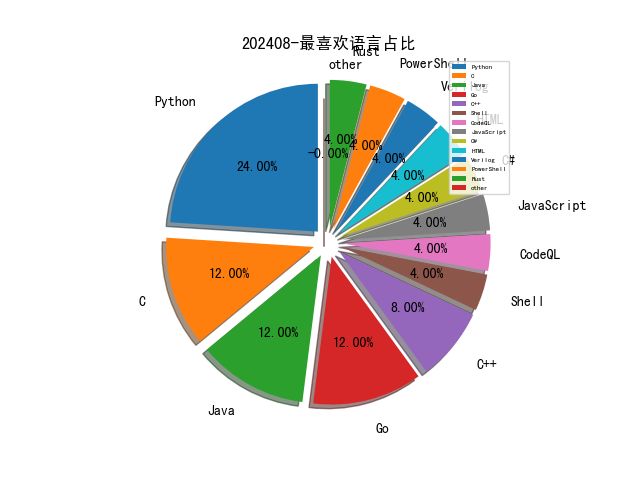 202408-最喜欢语言占比
Rust
other
PowerShell
Verilog
HTML
C#
JavaScript
CodeQL
Shell
C++
Go
Java
C
Python
24.00%
12.00%
12.00%
12.00%
8.00%
4.00%
4.00%
4.00%
4.00%
4.00%
4.00%
4.00%
4.00%
-0.00%
Python
C
Java
Go
C++
Shell
CodeQL
JavaScript
C#
HTML
Verilog
PowerShell
Rust
other